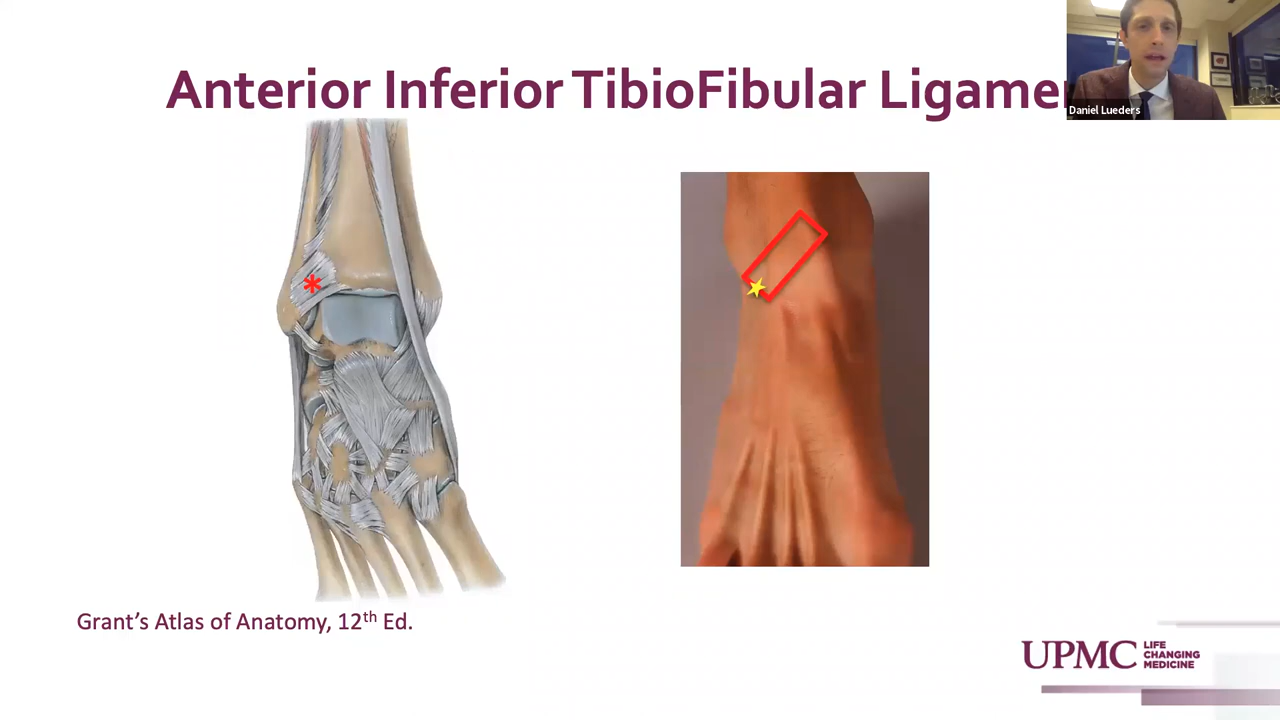 Anterior Inferior TibioFibular Ligame
Daniel Lueders
*
Grant’s Atlas of Anatomy, 12th Ed.
UPMC LIFE
CHANGING
MEDICINE